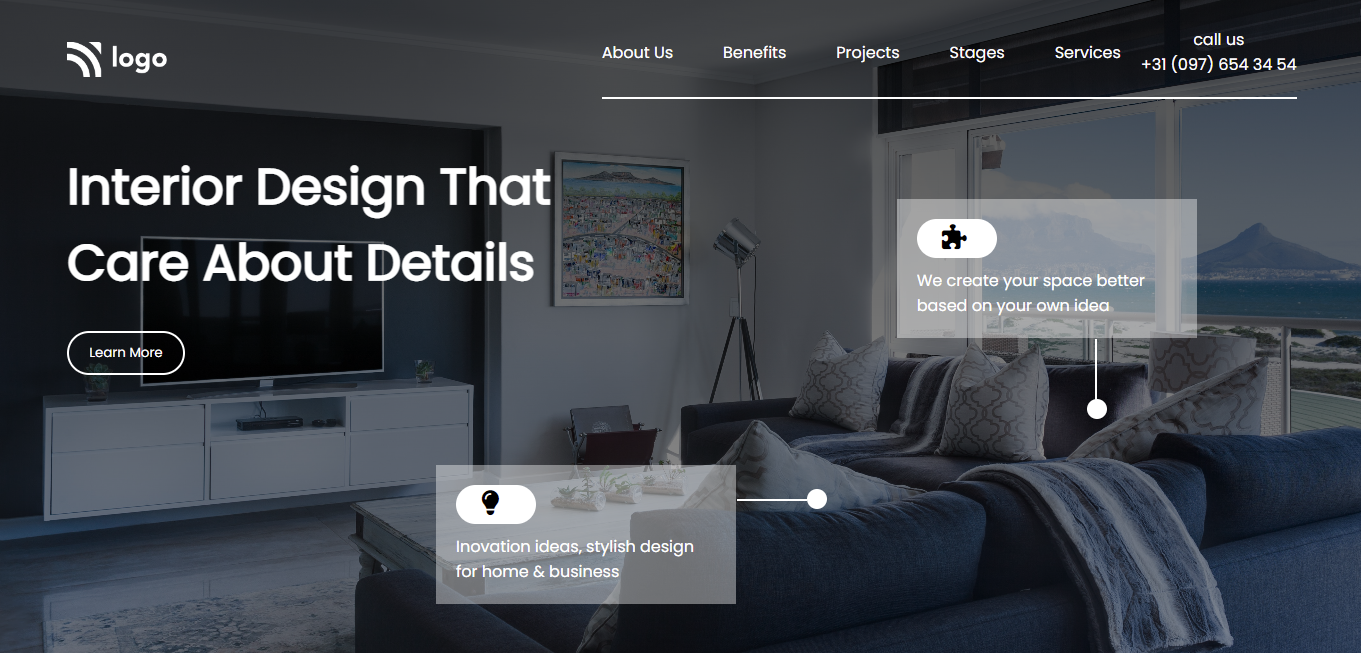 logo
About Us
Benefits
Projects
Stages
Services
call us
+31 (097) 654 34 54
Interior Design That
Care About Details
Learn More
We create your space better
based on your own idea
Inovation ideas, stylish design
for home & business